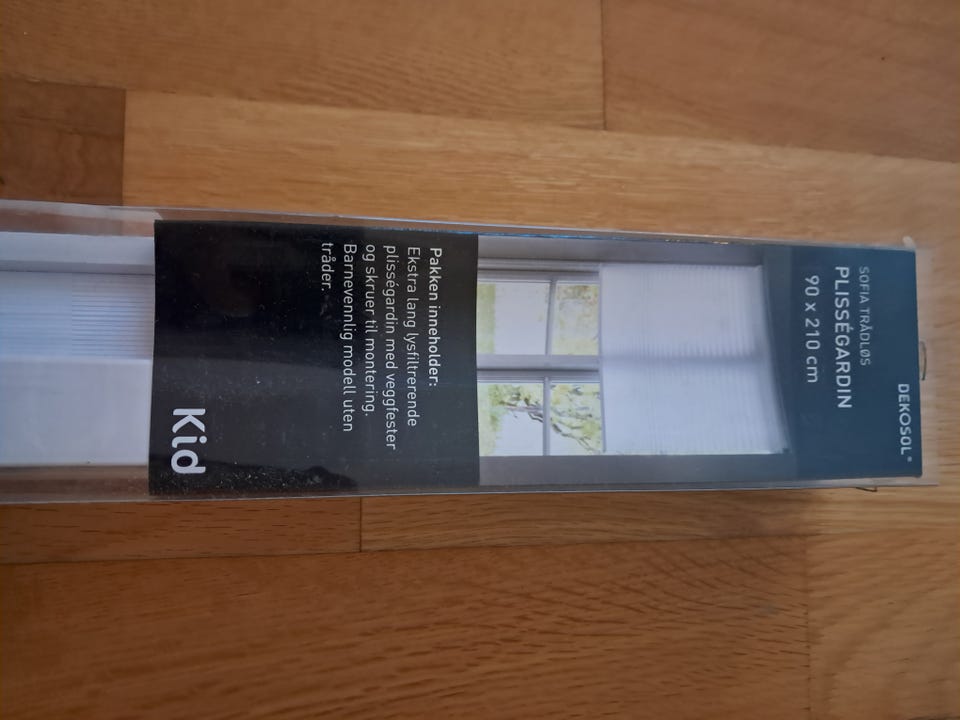 DEKOSOL®
SOFIA TRÅDLØS
PLISSÉGARDIN
90 x 210 cm
Pakken inneholder:
Ekstra lang lysfiltrerende
plisségardin med veggfester
og skruer til montering.
Barnevennlig modell uten
tråder.
Kid